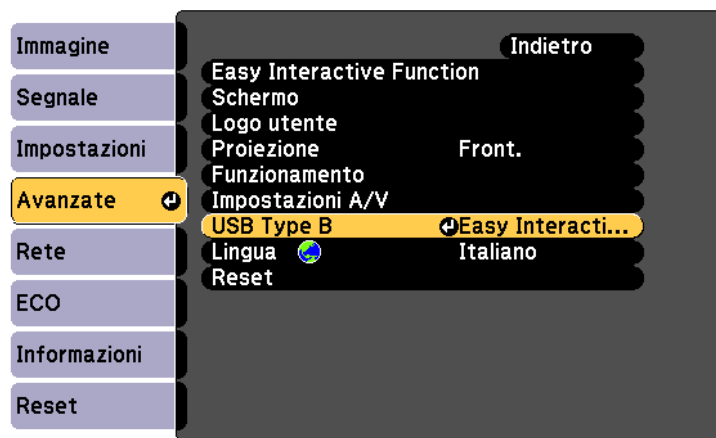 Immagine
Segnale
Impostazioni
Avanzate
Rete
ECO
Informazioni
Reset
Indietro
Easy Interactive Function
Schermo
Logo utente
Proiezione Front.
Funzionamento
Impostazioni A/V
USB Type B Easy Interacti...
Lingua Italiano
Reset